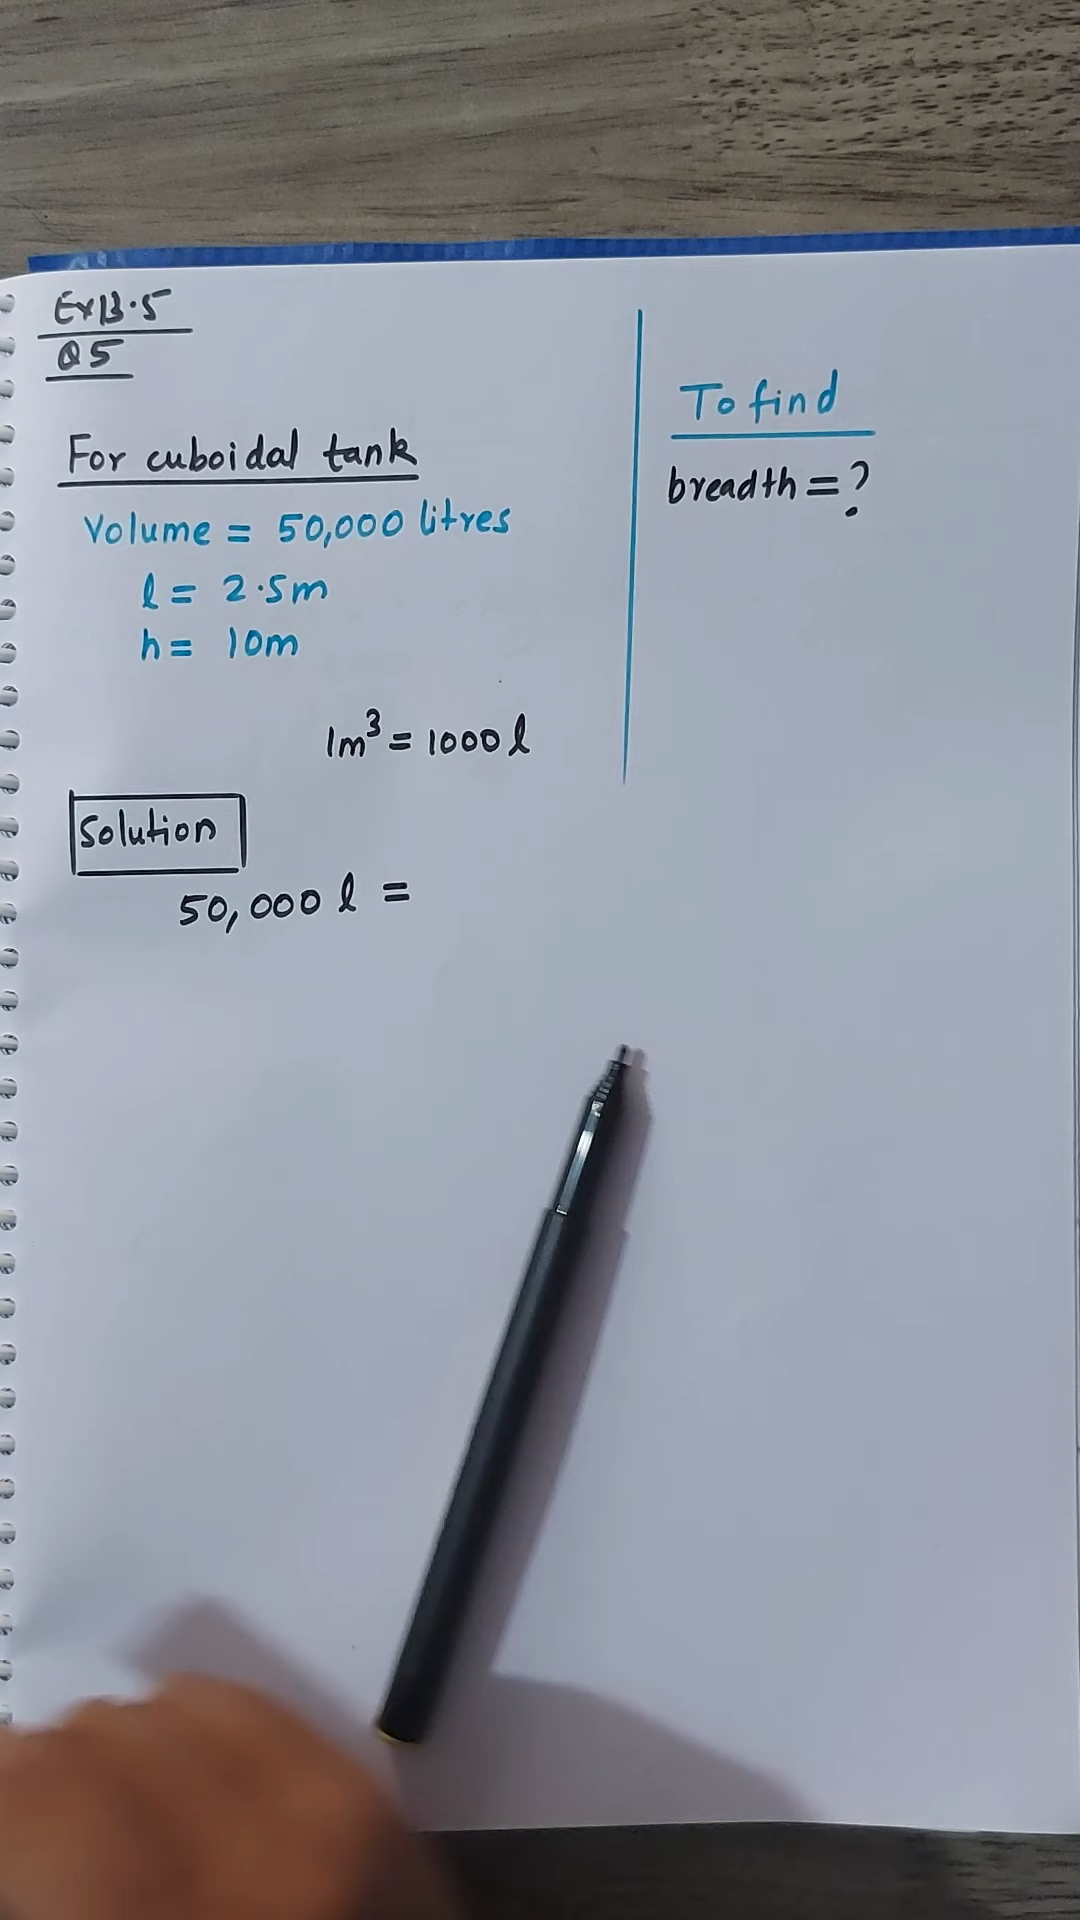 Ex13.5
Q5
For cuboidal tank
Volume = 50,000 litres
l = 2.5m
h = 10m
1m³ = 1000 l
Solution
50,000 l =
To find
breadth = ?